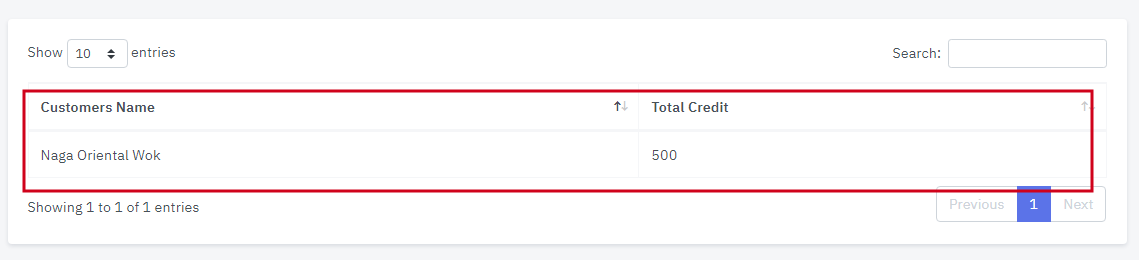 Show 10 entries
Search:
Customers Name
Total Credit
Naga Oriental Wok
500
Showing 1 to 1 of 1 entries
Previous 1 Next